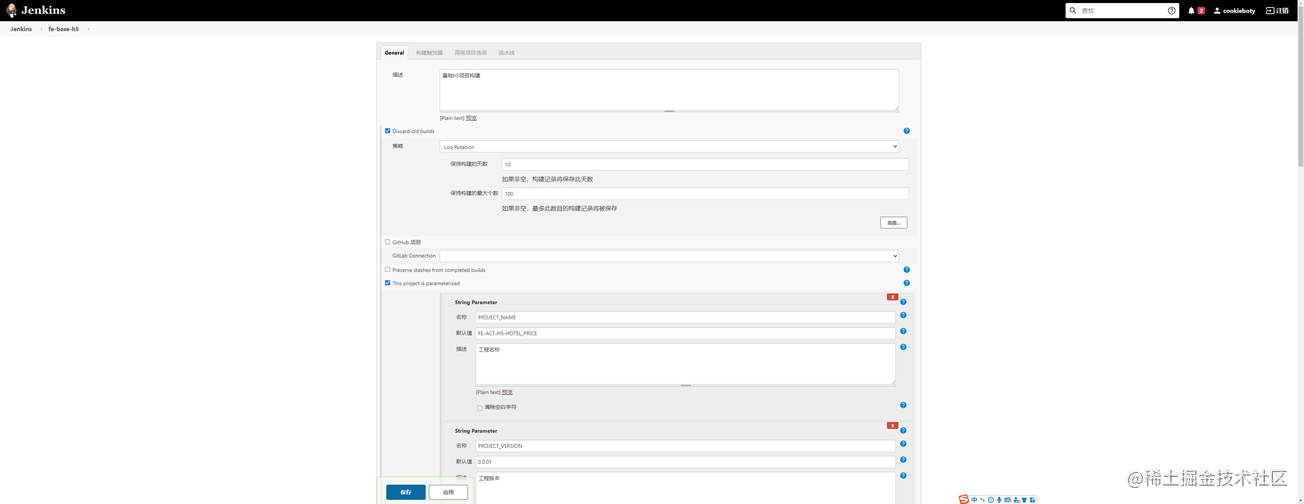 Jenkins
查找
2
cookieboty
注销
Jenkins
fe-base-h5
General
构建触发器
高级项目选项
流水线
描述
基础h5项目构建
[Plain text] 预览
Discard old builds
策略
Log Rotation
保持构建的天数
10
如果非空，构建记录将保存此天数
保持构建的最大个数
100
如果非空，最多此数目的构建记录将被保存
高级...
GitHub 项目
GitLab Connection
Preserve stashes from completed builds
This project is parameterized
X
String Parameter
名称
PROJECT_NAME
默认值
FE-ACT-H5-HOTEL_PRICE
描述
工程名称
[Plain text] 预览
清除空白字符
X
String Parameter
名称
PROJECT_VERSION
默认值
0.0.01
描述
工程版本
保存
应用
@稀土掘金技术社区
中